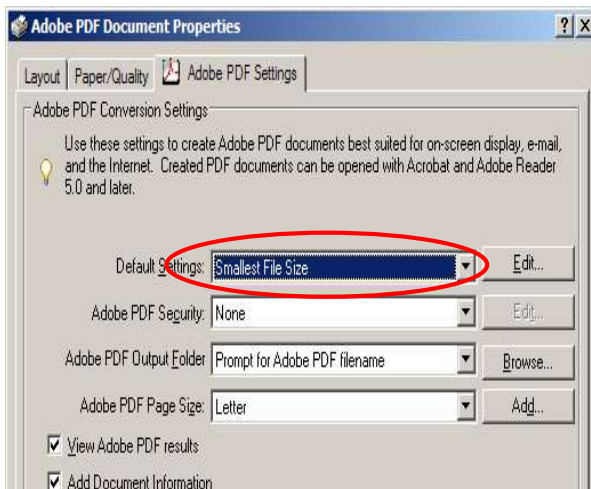 Adobe PDF Document Properties
Layout Paper/Quality Adobe PDF Settings
Adobe PDF Conversion Settings
Use these settings to create Adobe PDF documents best suited for on-screen display, e-mail,
and the Internet. Created PDF documents can be opened with Acrobat and Adobe Reader
5.0 and later.
Default Settings: Smallest File Size Edit...
Adobe PDF Security: None Edit...
Adobe PDF Output Folder Prompt for Adobe PDF filename Browse...
Adobe PDF Page Size: Letter Add...
View Adobe PDF results
Add Document Information